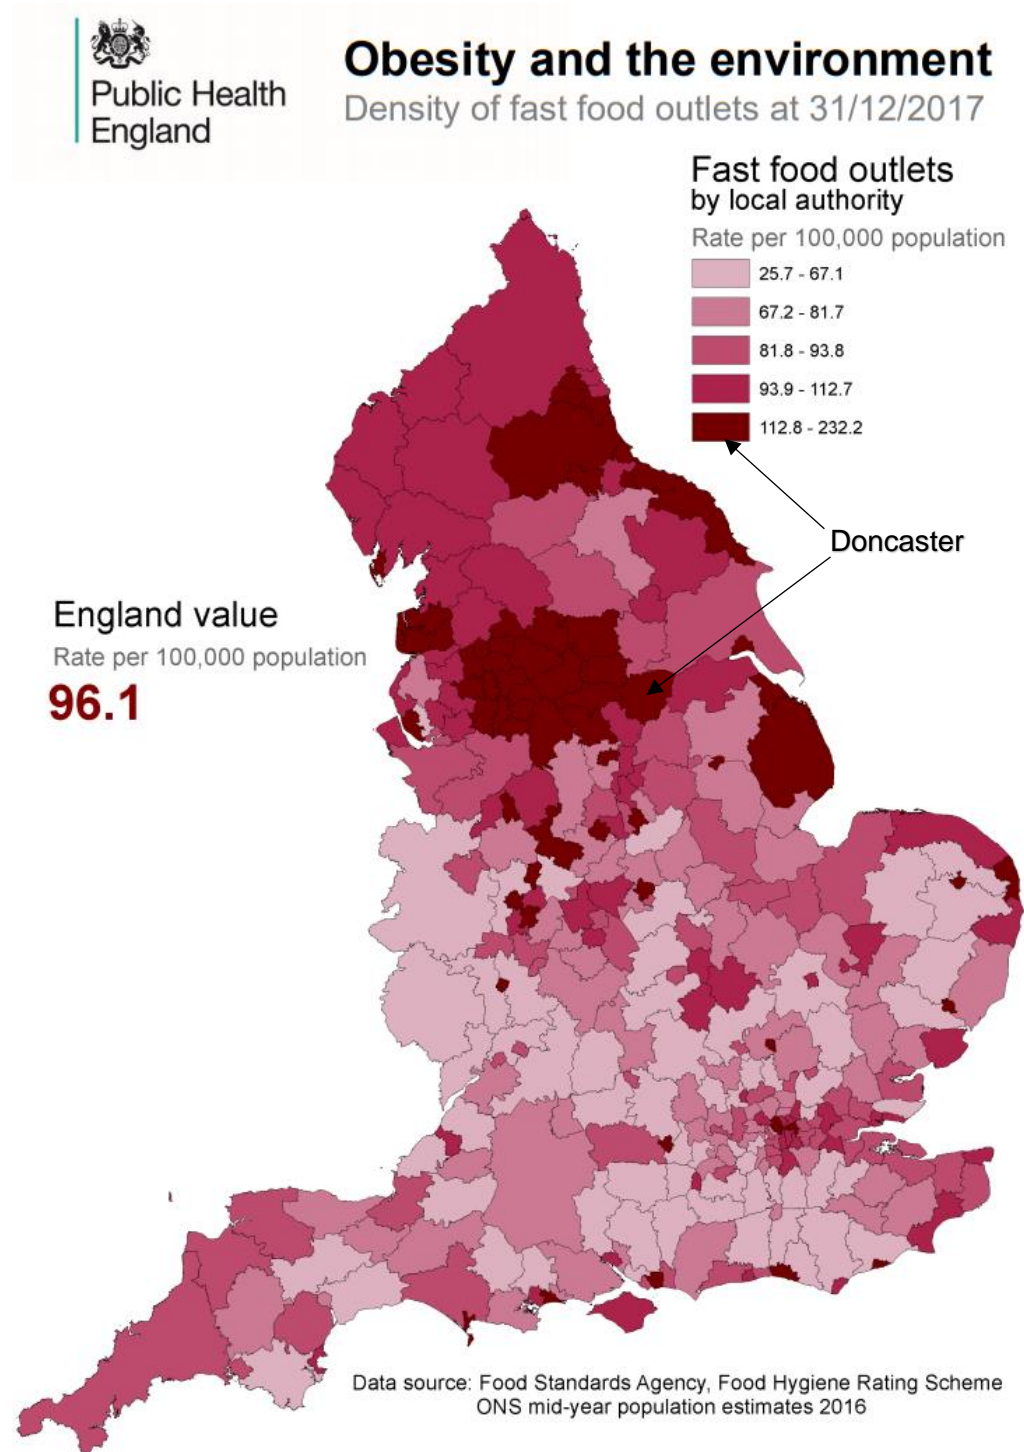 Public Health
England
Obesity and the environment
Density of fast food outlets at 31/12/2017
Fast food outlets
by local authority
Rate per 100,000 population
25.7 - 67.1
67.2 - 81.7
81.8 - 93.8
93.9 - 112.7
112.8 - 232.2
Doncaster
England value
Rate per 100,000 population
96.1
Data source: Food Standards Agency, Food Hygiene Rating Scheme
ONS mid-year population estimates 2016